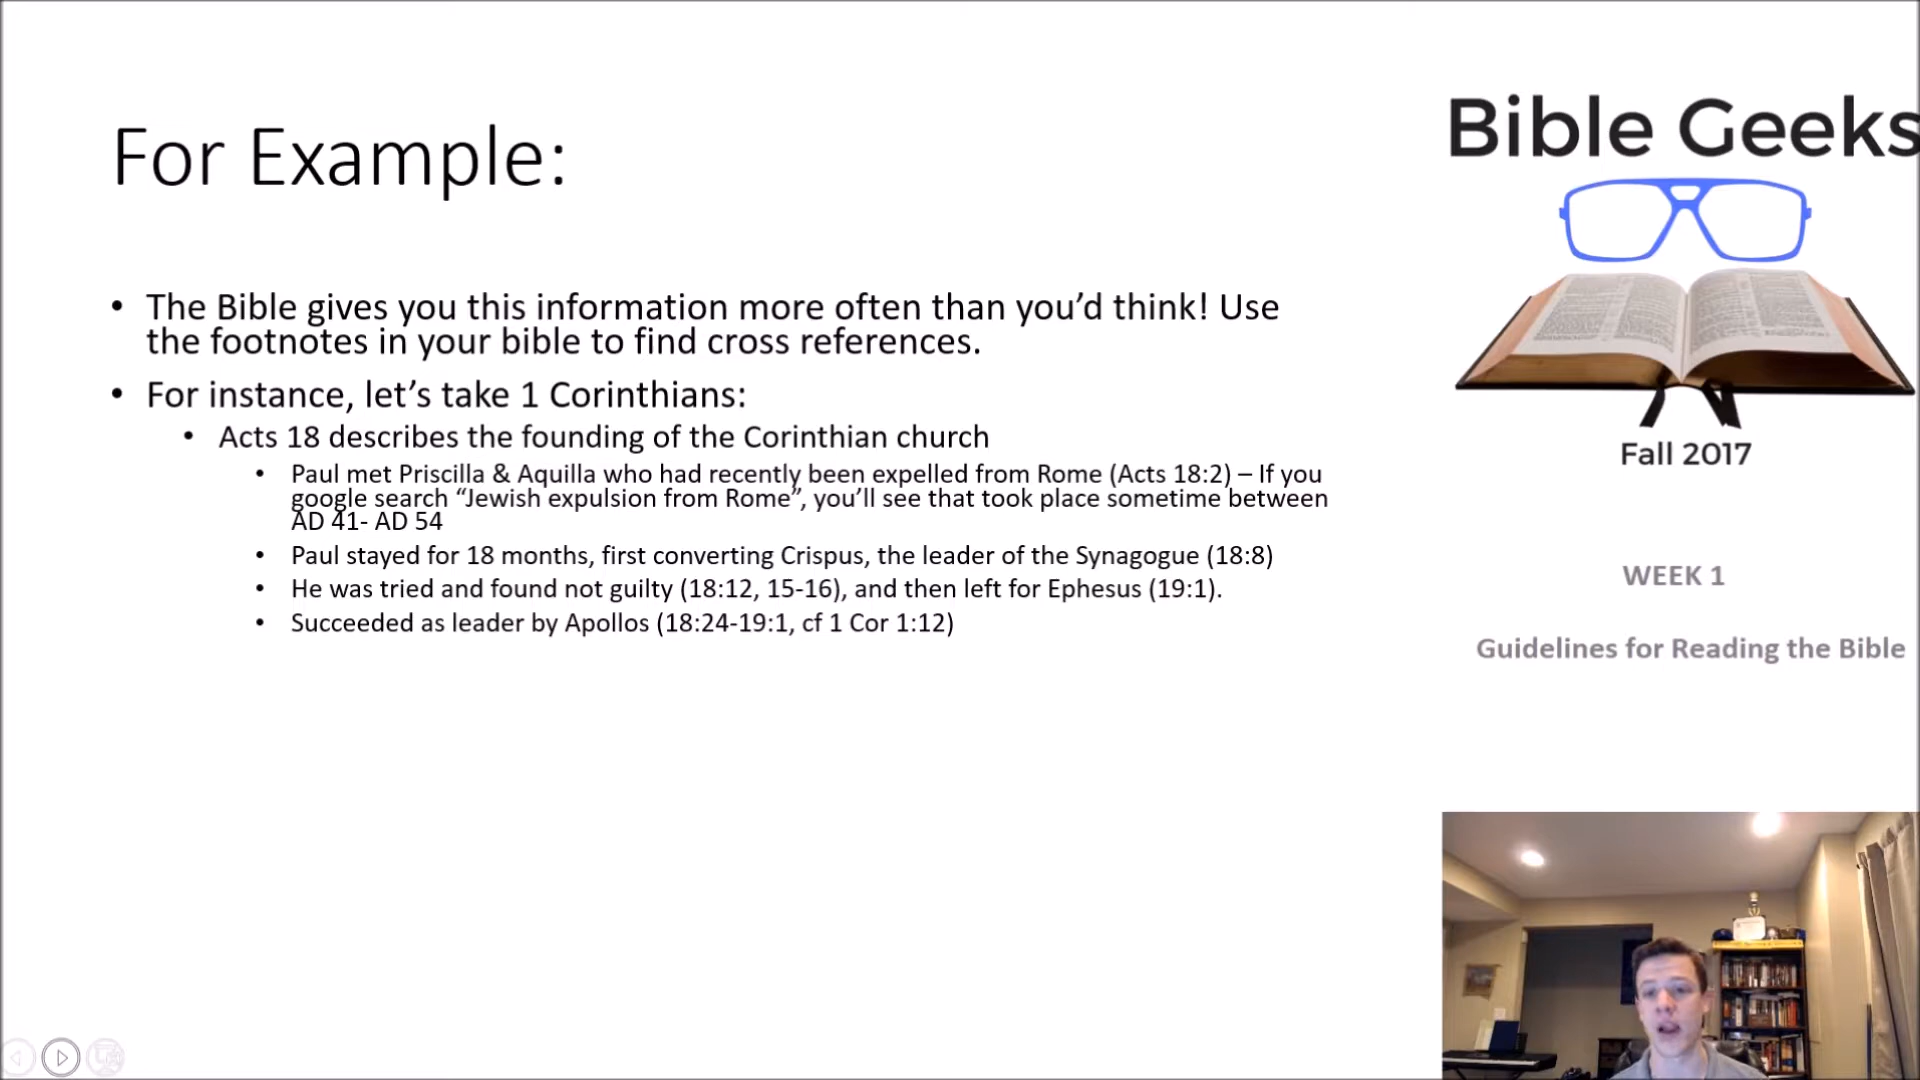 For Example:
• The Bible gives you this information more often than you’d think! Use
the footnotes in your bible to find cross references.
• For instance, let’s take 1 Corinthians:
• Acts 18 describes the founding of the Corinthian church
• Paul met Priscilla & Aquilla who had recently been expelled from Rome (Acts 18:2) – If you
google search “Jewish expulsion from Rome”, you’ll see that took place sometime between
AD 41- AD 54
• Paul stayed for 18 months, first converting Crispus, the leader of the Synagogue (18:8)
• He was tried and found not guilty (18:12, 15-16), and then left for Ephesus (19:1).
• Succeeded as leader by Apollos (18:24-19:1, cf 1 Cor 1:12)
Bible Geeks
Fall 2017
WEEK 1
Guidelines for Reading the Bible